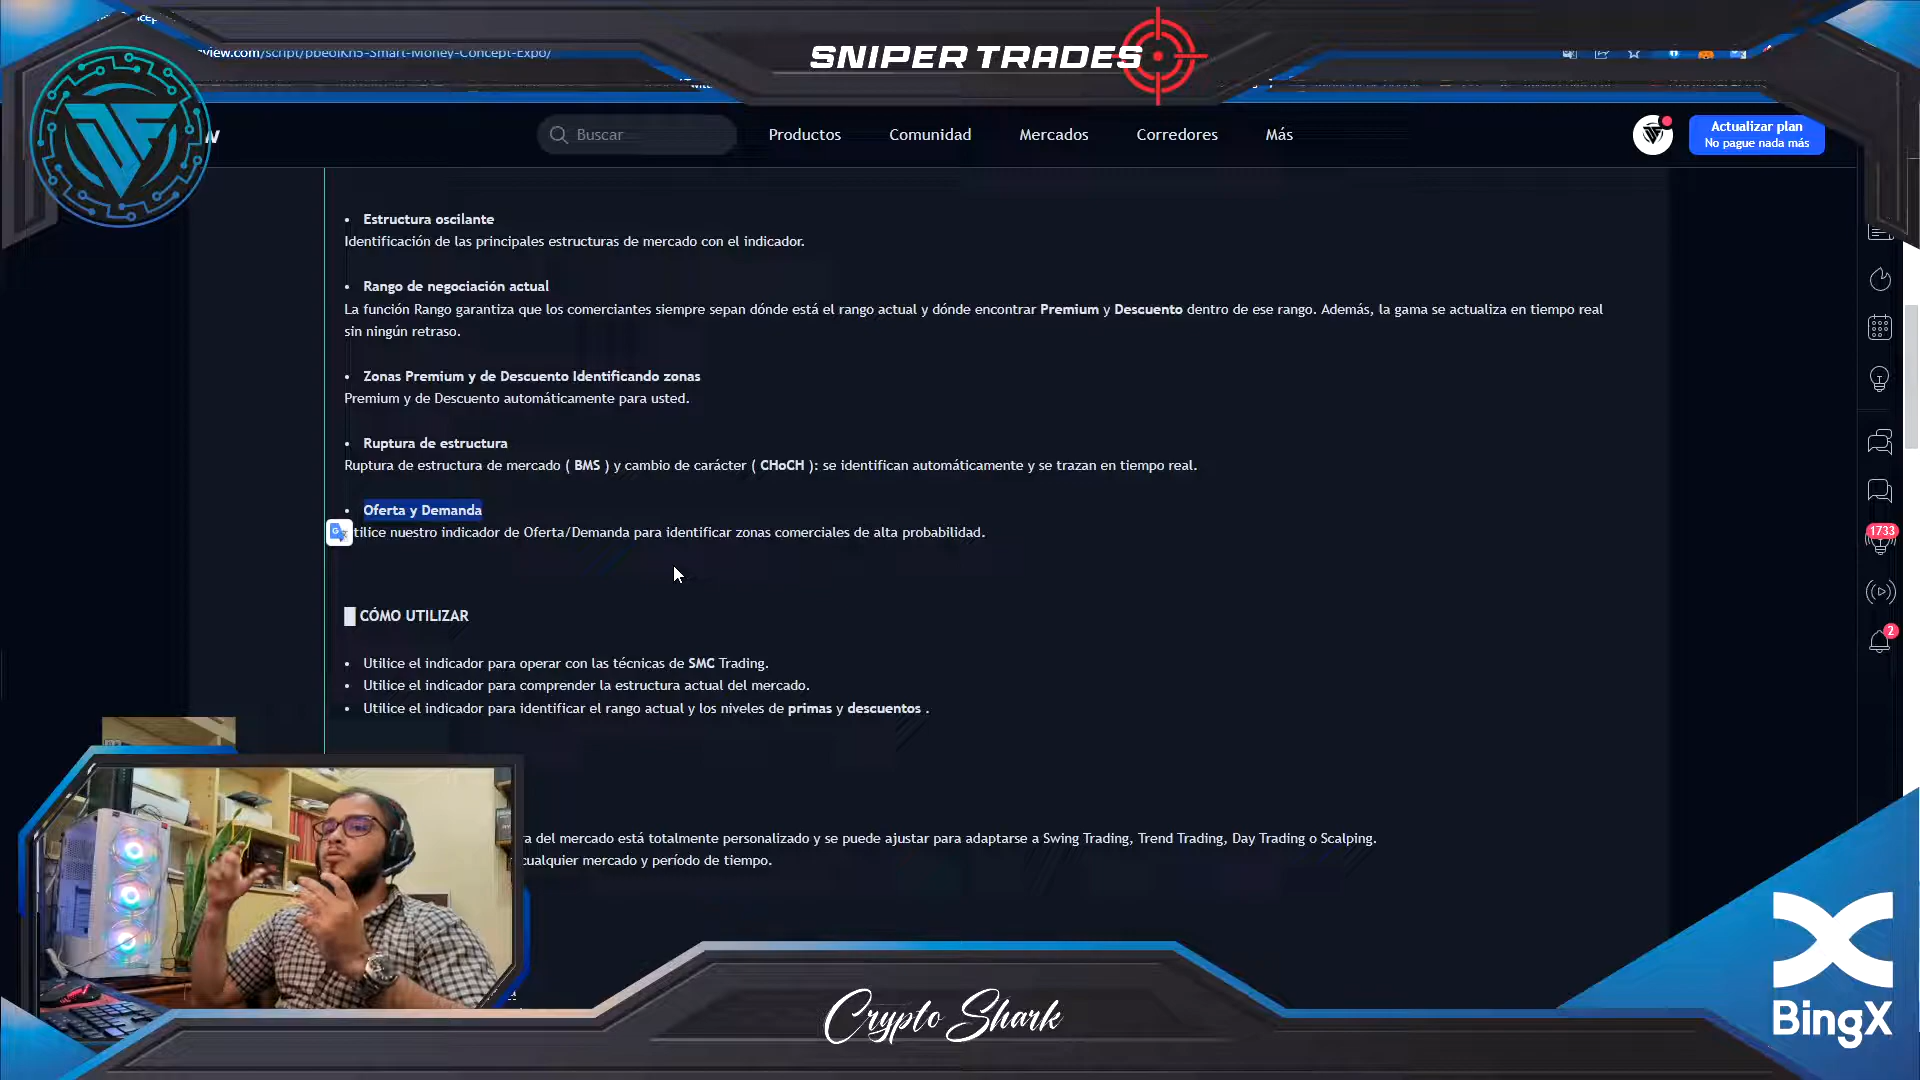 SNIPER TRADES
view.com/script/pbeolKn5-Smart-Money-Concept-Expo/
Buscar
Productos
Comunidad
Mercados
Corredores
Más
Actualizar plan
No pague nada más
• Estructura oscilante
Identificación de las principales estructuras de mercado con el indicador.
• Rango de negociación actual
La función Rango garantiza que los comerciantes siempre sepan dónde está el rango actual y dónde encontrar Premium y Descuento dentro de ese rango. Además, la gama se actualiza en tiempo real
sin ningún retraso.
• Zonas Premium y de Descuento Identificando zonas
Premium y de Descuento automáticamente para usted.
• Ruptura de estructura
Ruptura de estructura de mercado ( BMS ) y cambio de carácter ( CHoCH ): se identifican automáticamente y se trazan en tiempo real.
• Oferta y Demanda
tilice nuestro indicador de Oferta/Demanda para identificar zonas comerciales de alta probabilidad.
1733
CÓMO UTILIZAR
2
• Utilice el indicador para operar con las técnicas de SMC Trading.
• Utilice el indicador para comprender la estructura actual del mercado.
• Utilice el indicador para identificar el rango actual y los niveles de primas y descuentos .
ra del mercado está totalmente personalizado y se puede ajustar para adaptarse a Swing Trading, Trend Trading, Day Trading o Scalping.
cualquier mercado y período de tiempo.
Crypto Shark
BingX